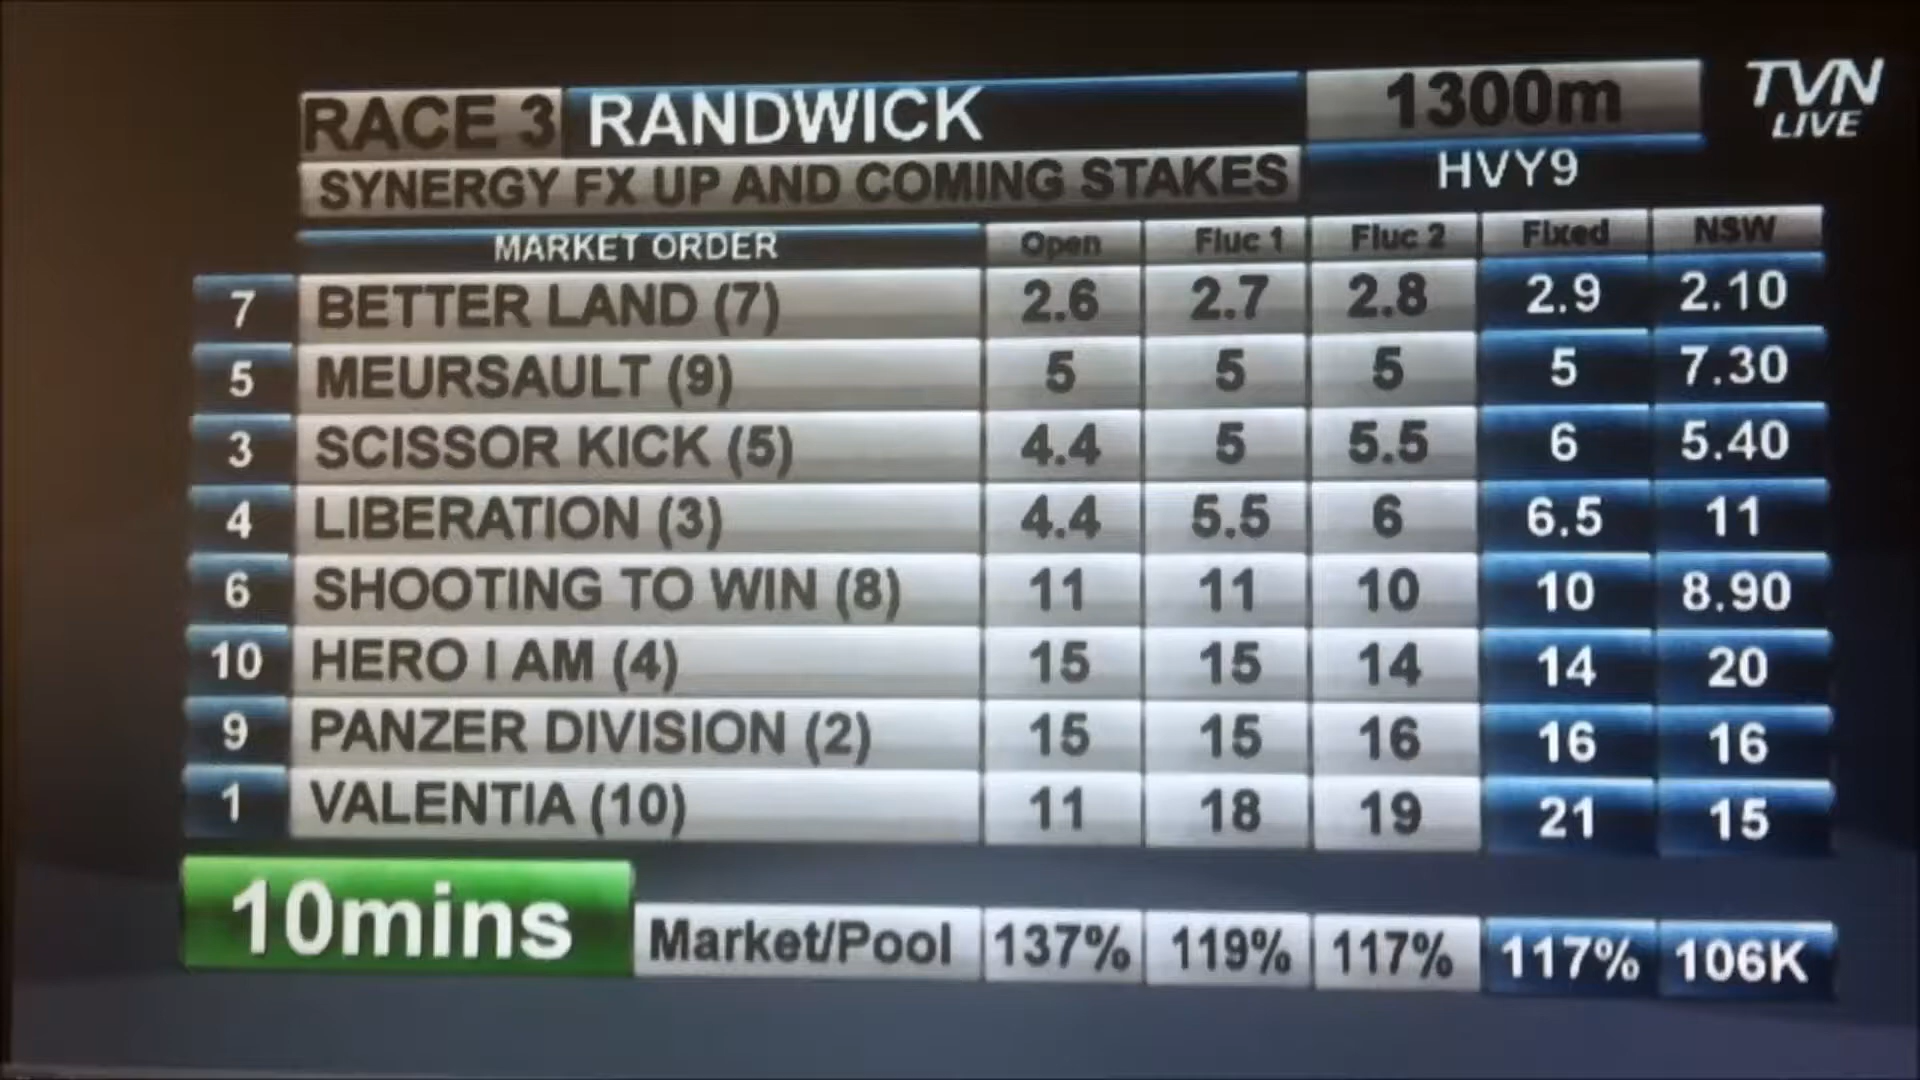 RACE 3 RANDWICK 1300m TVN
LIVE
SYNERGY FX UP AND COMING STAKES HVY9
MARKET ORDER Open Fluc 1 Fluc 2 Fixed NSW
7 BETTER LAND (7) 2.6 2.7 2.8 2.9 2.10
5 MEURSAULT (9) 5 5 5 5 7.30
3 SCISSOR KICK (5) 4.4 5 5.5 6 5.40
4 LIBERATION (3) 4.4 5.5 6 6.5 11
6 SHOOTING TO WIN (8) 11 11 10 10 8.90
10 HERO I AM (4) 15 15 14 14 20
9 PANZER DIVISION (2) 15 15 16 16 16
1 VALENTIA (10) 11 18 19 21 15
10mins Market/Pool 137% 119% 117% 117% 106K